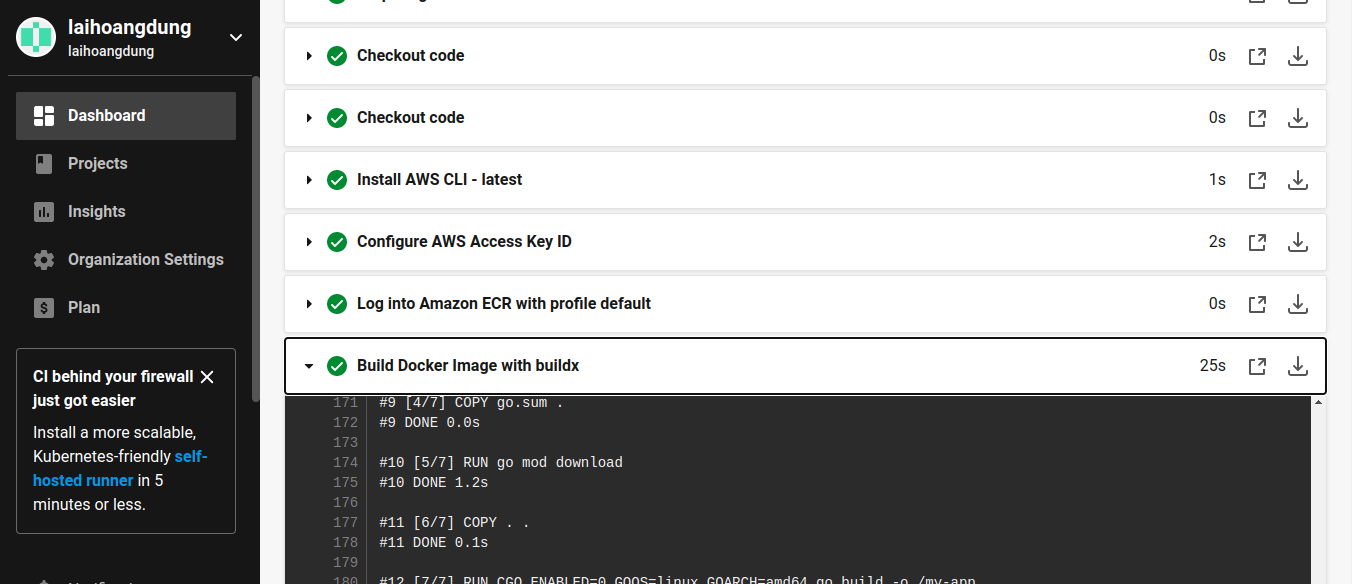 laihoangdung
laihoangdung
Dashboard
Projects
Insights
Organization Settings
Plan
CI behind your firewall
just got easier
Install a more scalable,
Kubernetes-friendly self-
hosted runner in 5
minutes or less.
Checkout code 0s
Checkout code 0s
Install AWS CLI - latest 1s
Configure AWS Access Key ID 2s
Log into Amazon ECR with profile default 0s
Build Docker Image with buildx 25s
171 #9 [4/7] COPY go.sum .
172 #9 DONE 0.0s
173
174 #10 [5/7] RUN go mod download
175 #10 DONE 1.2s
176
177 #11 [6/7] COPY . .
178 #11 DONE 0.1s
179
180 #12 [7/7] RUN CGO_ENABLED=0 GOOS=linux GOARCH=amd64 go build -o /my-app